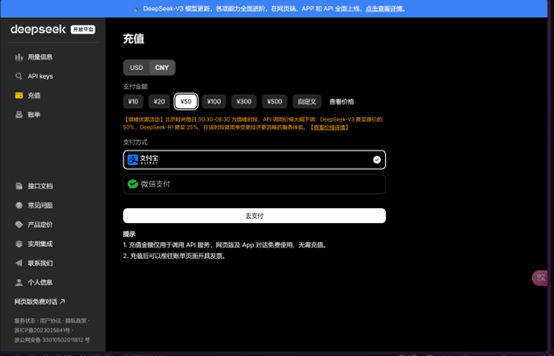 DeepSeek-V3 模型更新，各项能力全面进阶，在网页端、APP 和 API 全面上线，点击查看详情。
deepseek 开放平台
用量信息
API keys
充值
账单
接口文档
常见问题
产品定价
实用集成
联系我们
个人信息
网页版免费对话
服务状态 · 用户协议 · 隐私政策 ·
浙ICP备2023025841号 ·
浙公网安备 33010502011812 号
充值
USD CNY
支付金额
¥10 ¥20 ¥50 ¥100 ¥300 ¥500 自定义 查看价格
【错峰优惠活动】北京时间每日 00:30-08:30 为错峰时段，API 调用价格大幅下调：DeepSeek-V3 降至原价的
50%，DeepSeek-R1 降至 25%，在该时段调用享受更经济更流畅的服务体验。【查看价格详情】
支付方式
支付宝
ALIPAY
微信支付
去支付
提示
1. 充值金额仅用于调用 API 服务，网页版及 App 对话免费使用，无需充值。
2. 充值后可以前往账单页面开具发票。